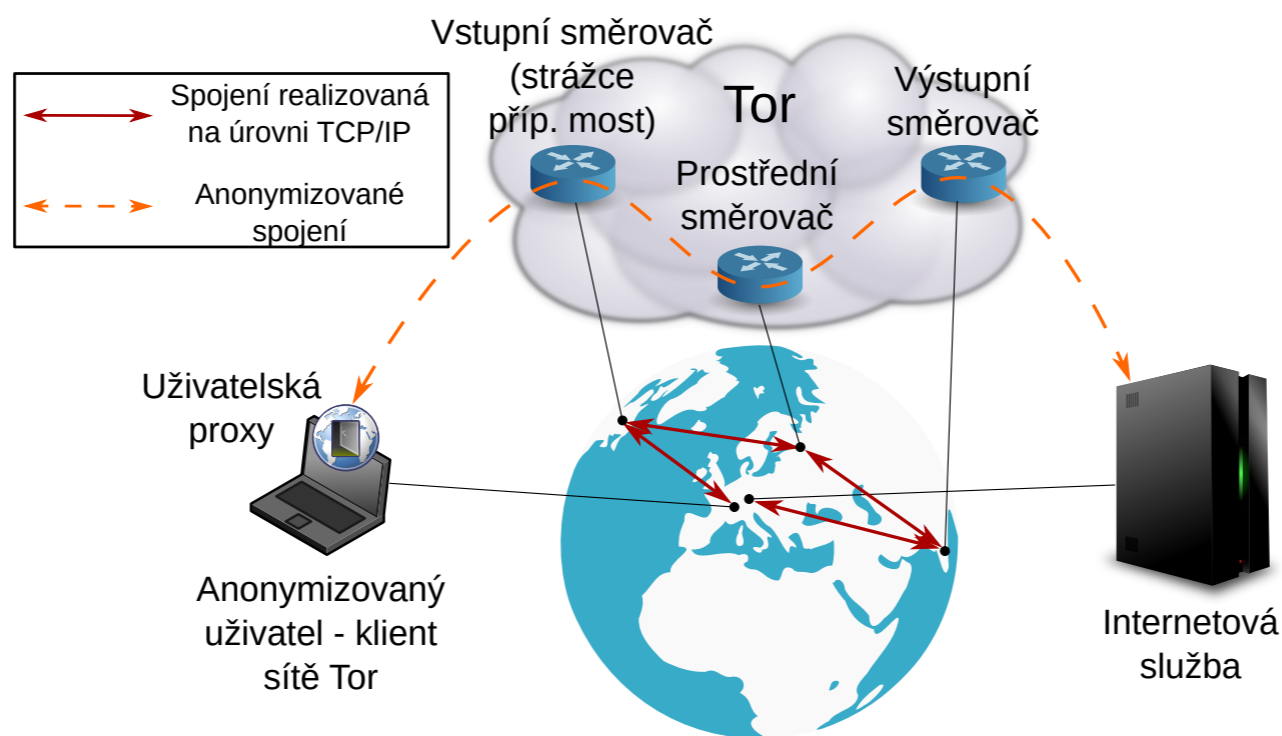 Vstupní směrovač
(strážce
příp. most)
Tor
Výstupní
směrovač
Prostřední
směrovač
Spojení realizovaná
na úrovni TCP/IP
Anonymizované
spojení
Uživatelská
proxy
Anonymizovaný
uživatel - klient
sítě Tor
Internetová
služba